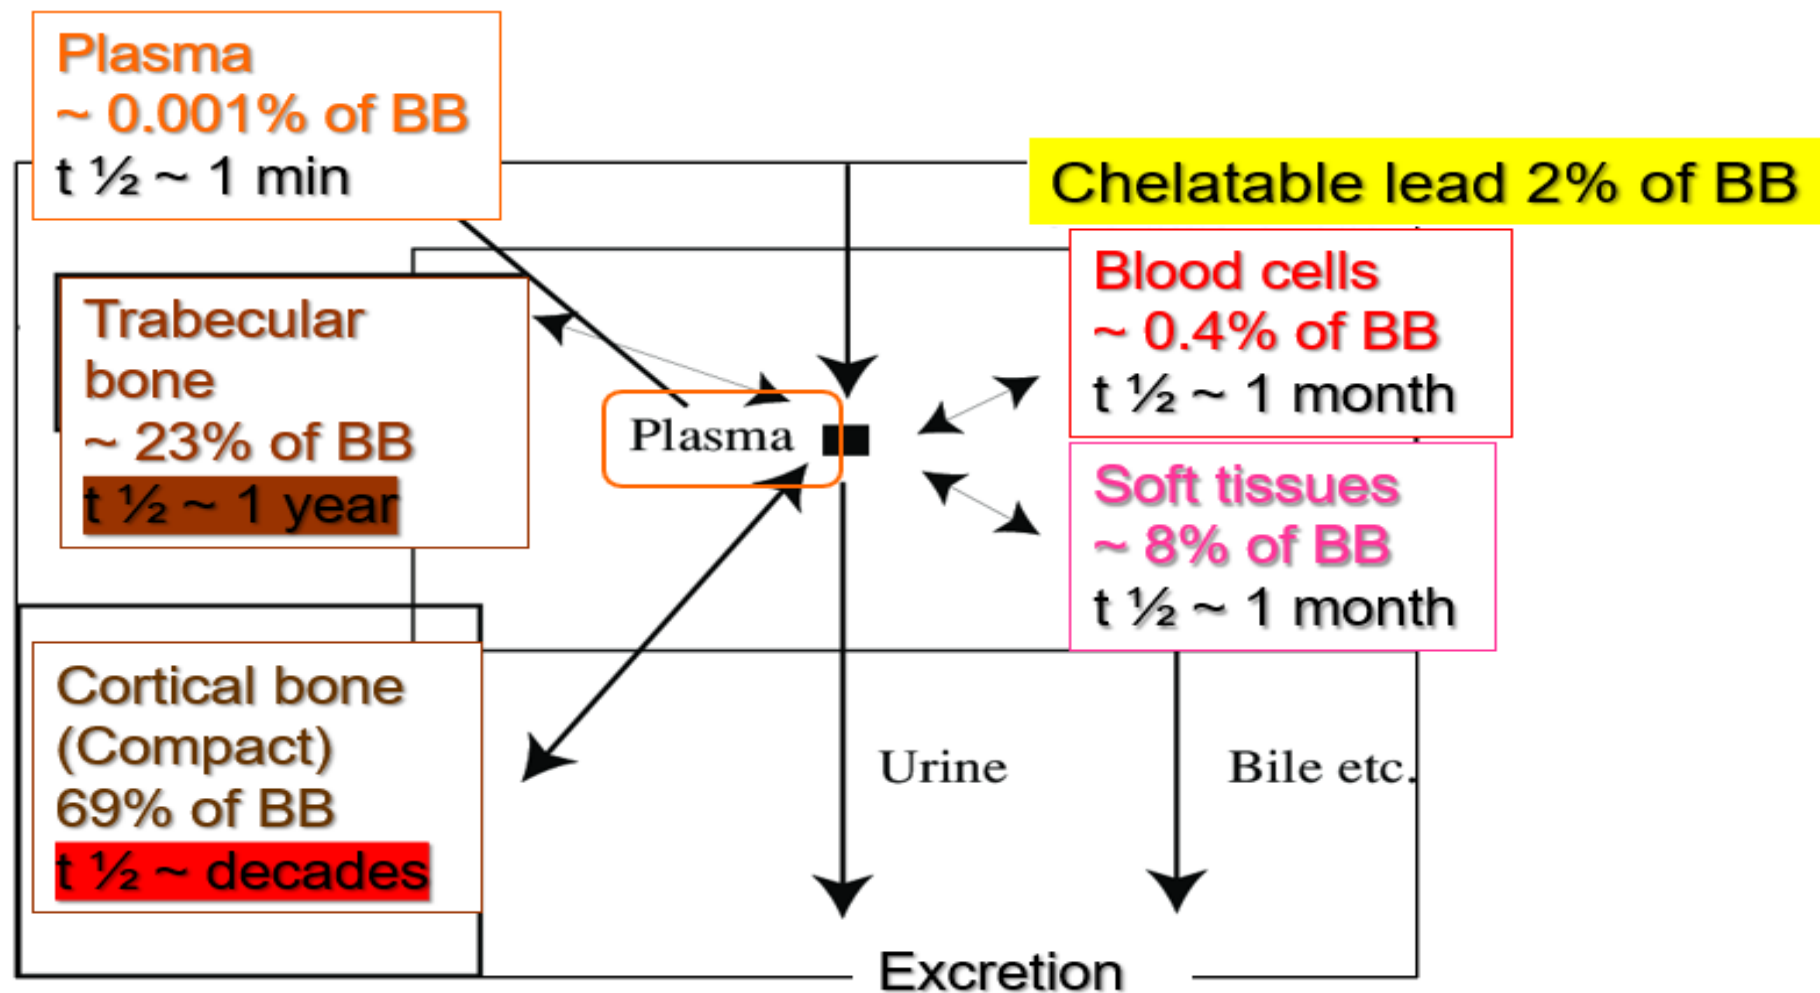 Plasma
~ 0.001% of BB
t ½ ~ 1 min
Chelatable lead 2% of BB
Trabecular
bone
~ 23% of BB
t ½ ~ 1 year
Blood cells
~ 0.4% of BB
t ½ ~ 1 month
Plasma
Soft tissues
~ 8% of BB
t ½ ~ 1 month
Cortical bone
(Compact)
69% of BB
t ½ ~ decades
Urine
Bile etc.
Excretion